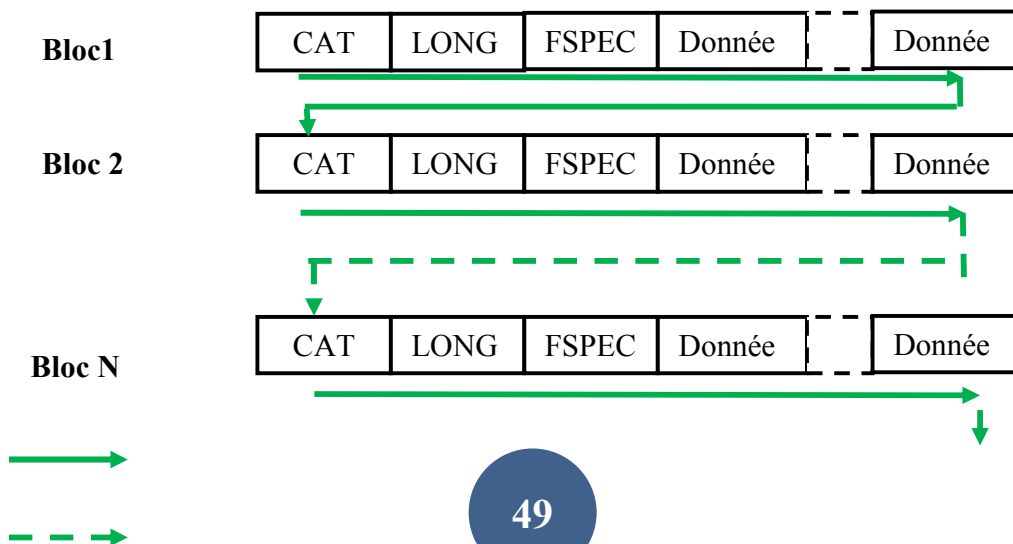 Bloc1 CAT LONG FSPEC Donnée Donnée
Bloc 2 CAT LONG FSPEC Donnée Donnée
Bloc N CAT LONG FSPEC Donnée Donnée
49